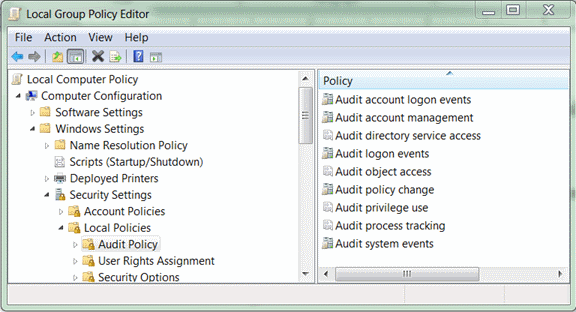 Local Group Policy Editor
File Action View Help
Local Computer Policy
Computer Configuration
Software Settings
Windows Settings
Name Resolution Policy
Scripts (Startup/Shutdown)
Deployed Printers
Security Settings
Account Policies
Local Policies
Audit Policy
User Rights Assignment
Security Options
Policy
Audit account logon events
Audit account management
Audit directory service access
Audit logon events
Audit object access
Audit policy change
Audit privilege use
Audit process tracking
Audit system events